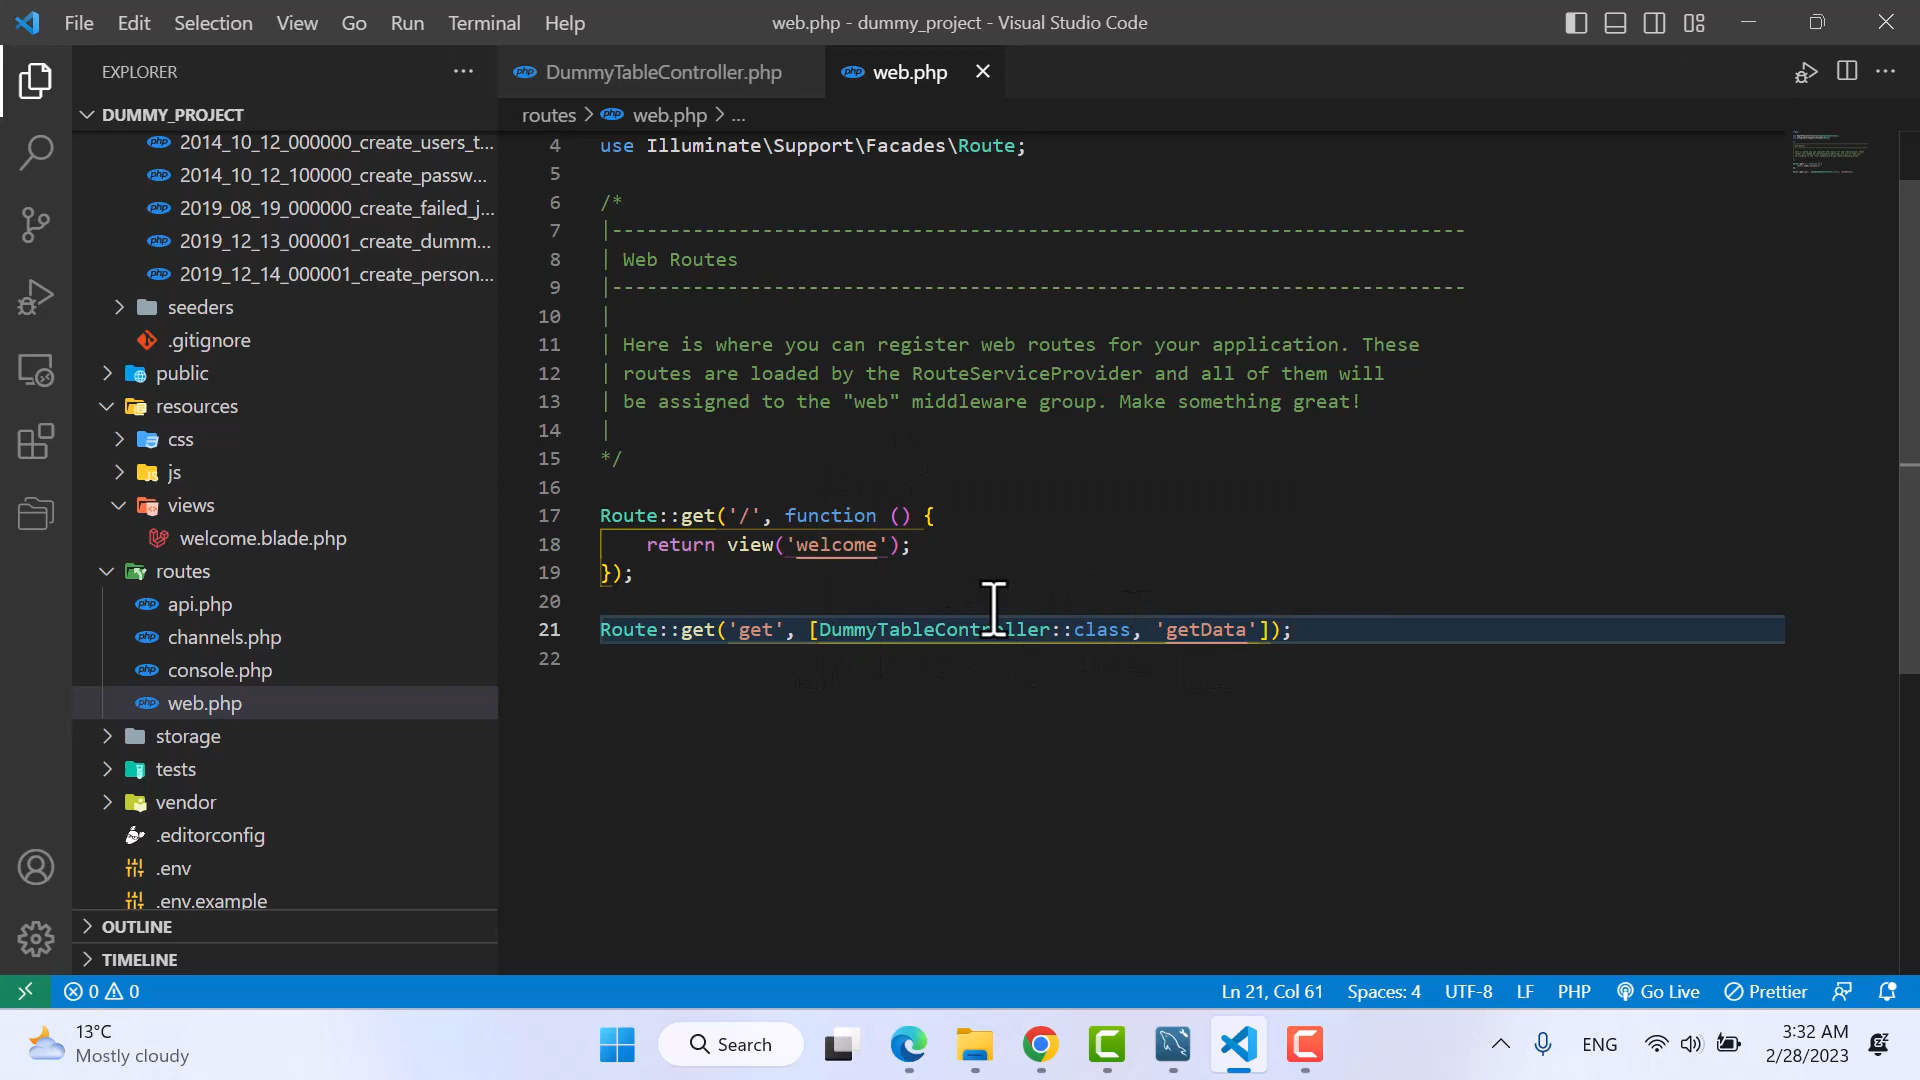 File Edit Selection View Go Run Terminal Help
web.php - dummy_project - Visual Studio Code
EXPLORER
DUMMY_PROJECT
2014_10_12_000000_create_users_t...
2014_10_12_100000_create_passw...
2019_08_19_000000_create_failed_j...
2019_12_13_000001_create_dumm...
2019_12_14_000001_create_person...
seeders
.gitignore
public
resources
css
js
views
welcome.blade.php
routes
api.php
channels.php
console.php
web.php
storage
tests
vendor
.editorconfig
.env
.env.example
OUTLINE
TIMELINE
DummyTableController.php
web.php
routes > web.php > ...
4 use Illuminate\Support\Facades\Route;
5
6 /*
7 |--------------------------------------------------------------------------
8 | Web Routes
9 |--------------------------------------------------------------------------
10 |
11 | Here is where you can register web routes for your application. These
12 | routes are loaded by the RouteServiceProvider and all of them will
13 | be assigned to the "web" middleware group. Make something great!
14 |
15 */
16
17 Route::get('/', function () {
18     return view('welcome');
19 });
20
21 Route::get('get', [DummyTableController::class, 'getData']);
22
0 0
Ln 21, Col 61 Spaces: 4 UTF-8 LF PHP Go Live Prettier
13°C
Mostly cloudy
Search
ENG
3:32 AM
2/28/2023